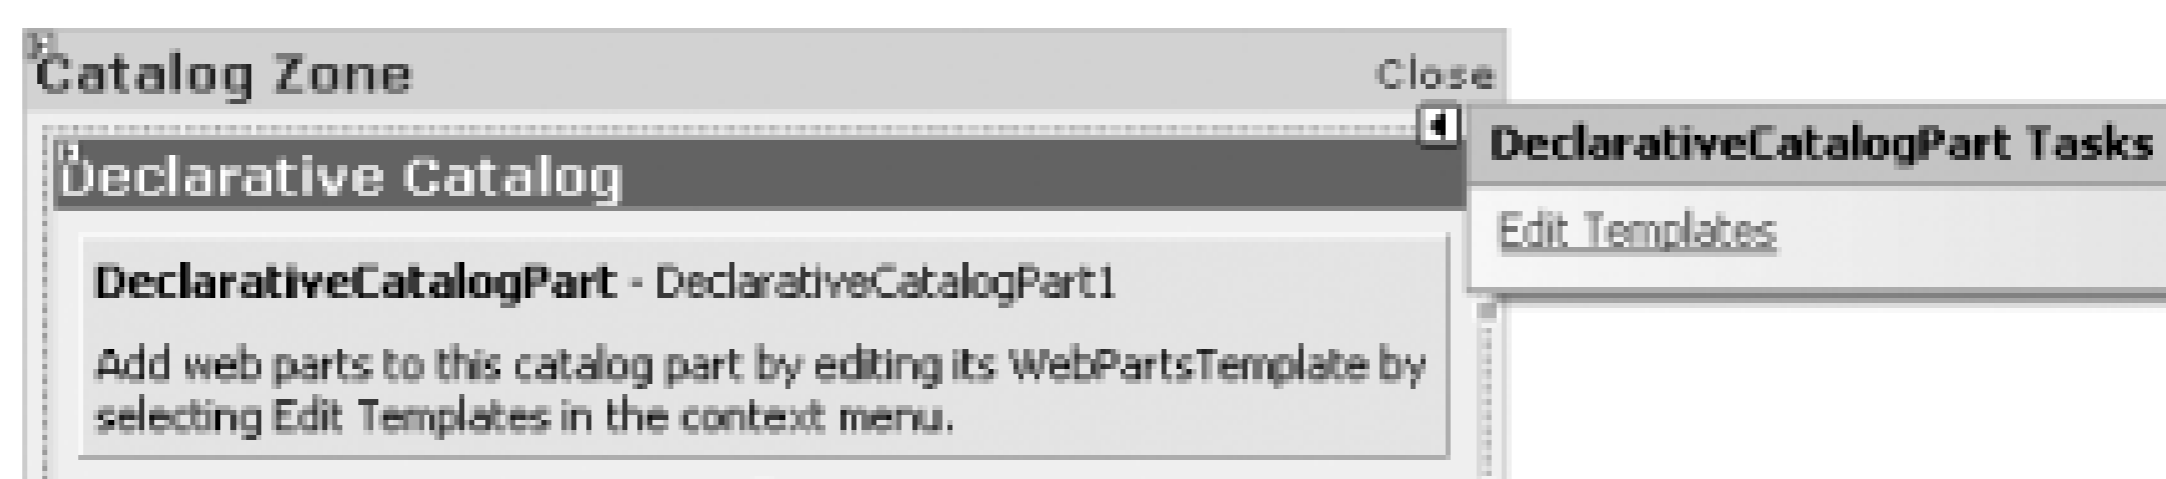 Catalog Zone
Close
DeclarativeCatalogPart Tasks
Declarative Catalog
Edit Templates
DeclarativeCatalogPart - DeclarativeCatalogPart1
Add web parts to this catalog part by editing its WebPartsTemplate by
selecting Edit Templates in the context menu.